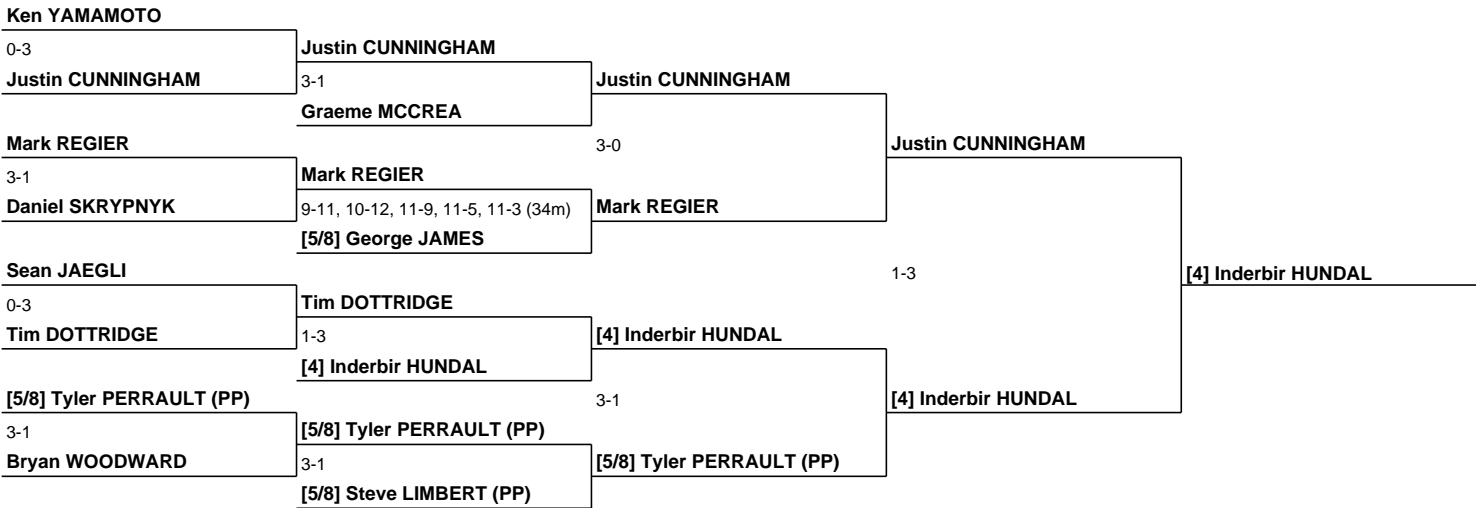 Ken YAMAMOTO
0-3
Justin CUNNINGHAM
Justin CUNNINGHAM
3-1
Justin CUNNINGHAM
Graeme MCCREA
Mark REGIER
3-0
Justin CUNNINGHAM
3-1
Mark REGIER
Daniel SKRYPNYK
9-11, 10-12, 11-9, 11-5, 11-3 (34m)
Mark REGIER
[5/8] George JAMES
Sean JAEGLI
1-3
[4] Inderbir HUNDAL
0-3
Tim DOTTRIDGE
Tim DOTTRIDGE
1-3
[4] Inderbir HUNDAL
[4] Inderbir HUNDAL
[5/8] Tyler PERRAULT (PP)
3-1
[4] Inderbir HUNDAL
3-1
[5/8] Tyler PERRAULT (PP)
Bryan WOODWARD
3-1
[5/8] Tyler PERRAULT (PP)
[5/8] Steve LIMBERT (PP)